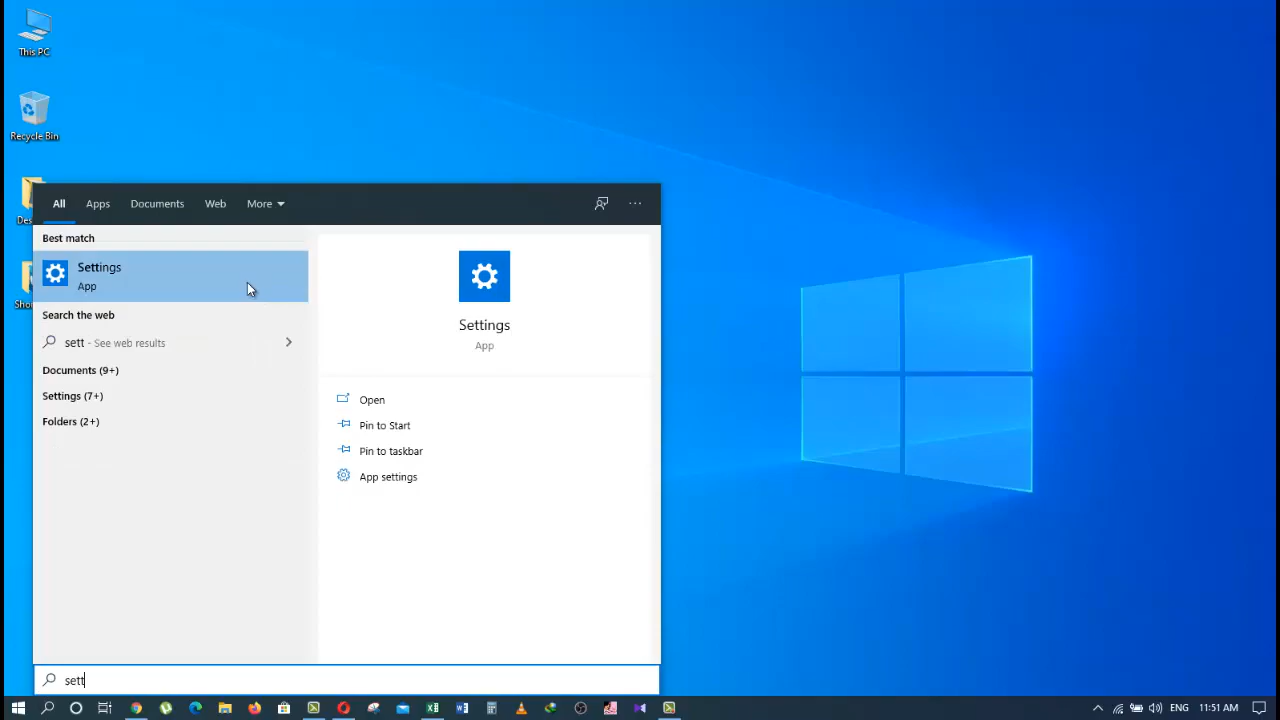 This PC
Recycle Bin
All Apps Documents Web More
Best match
Settings
App
Search the web
sett - See web results
Documents (9+)
Settings (7+)
Folders (2+)
Settings
App
Open
Pin to Start
Pin to taskbar
App settings
sett
ENG 11:51 AM